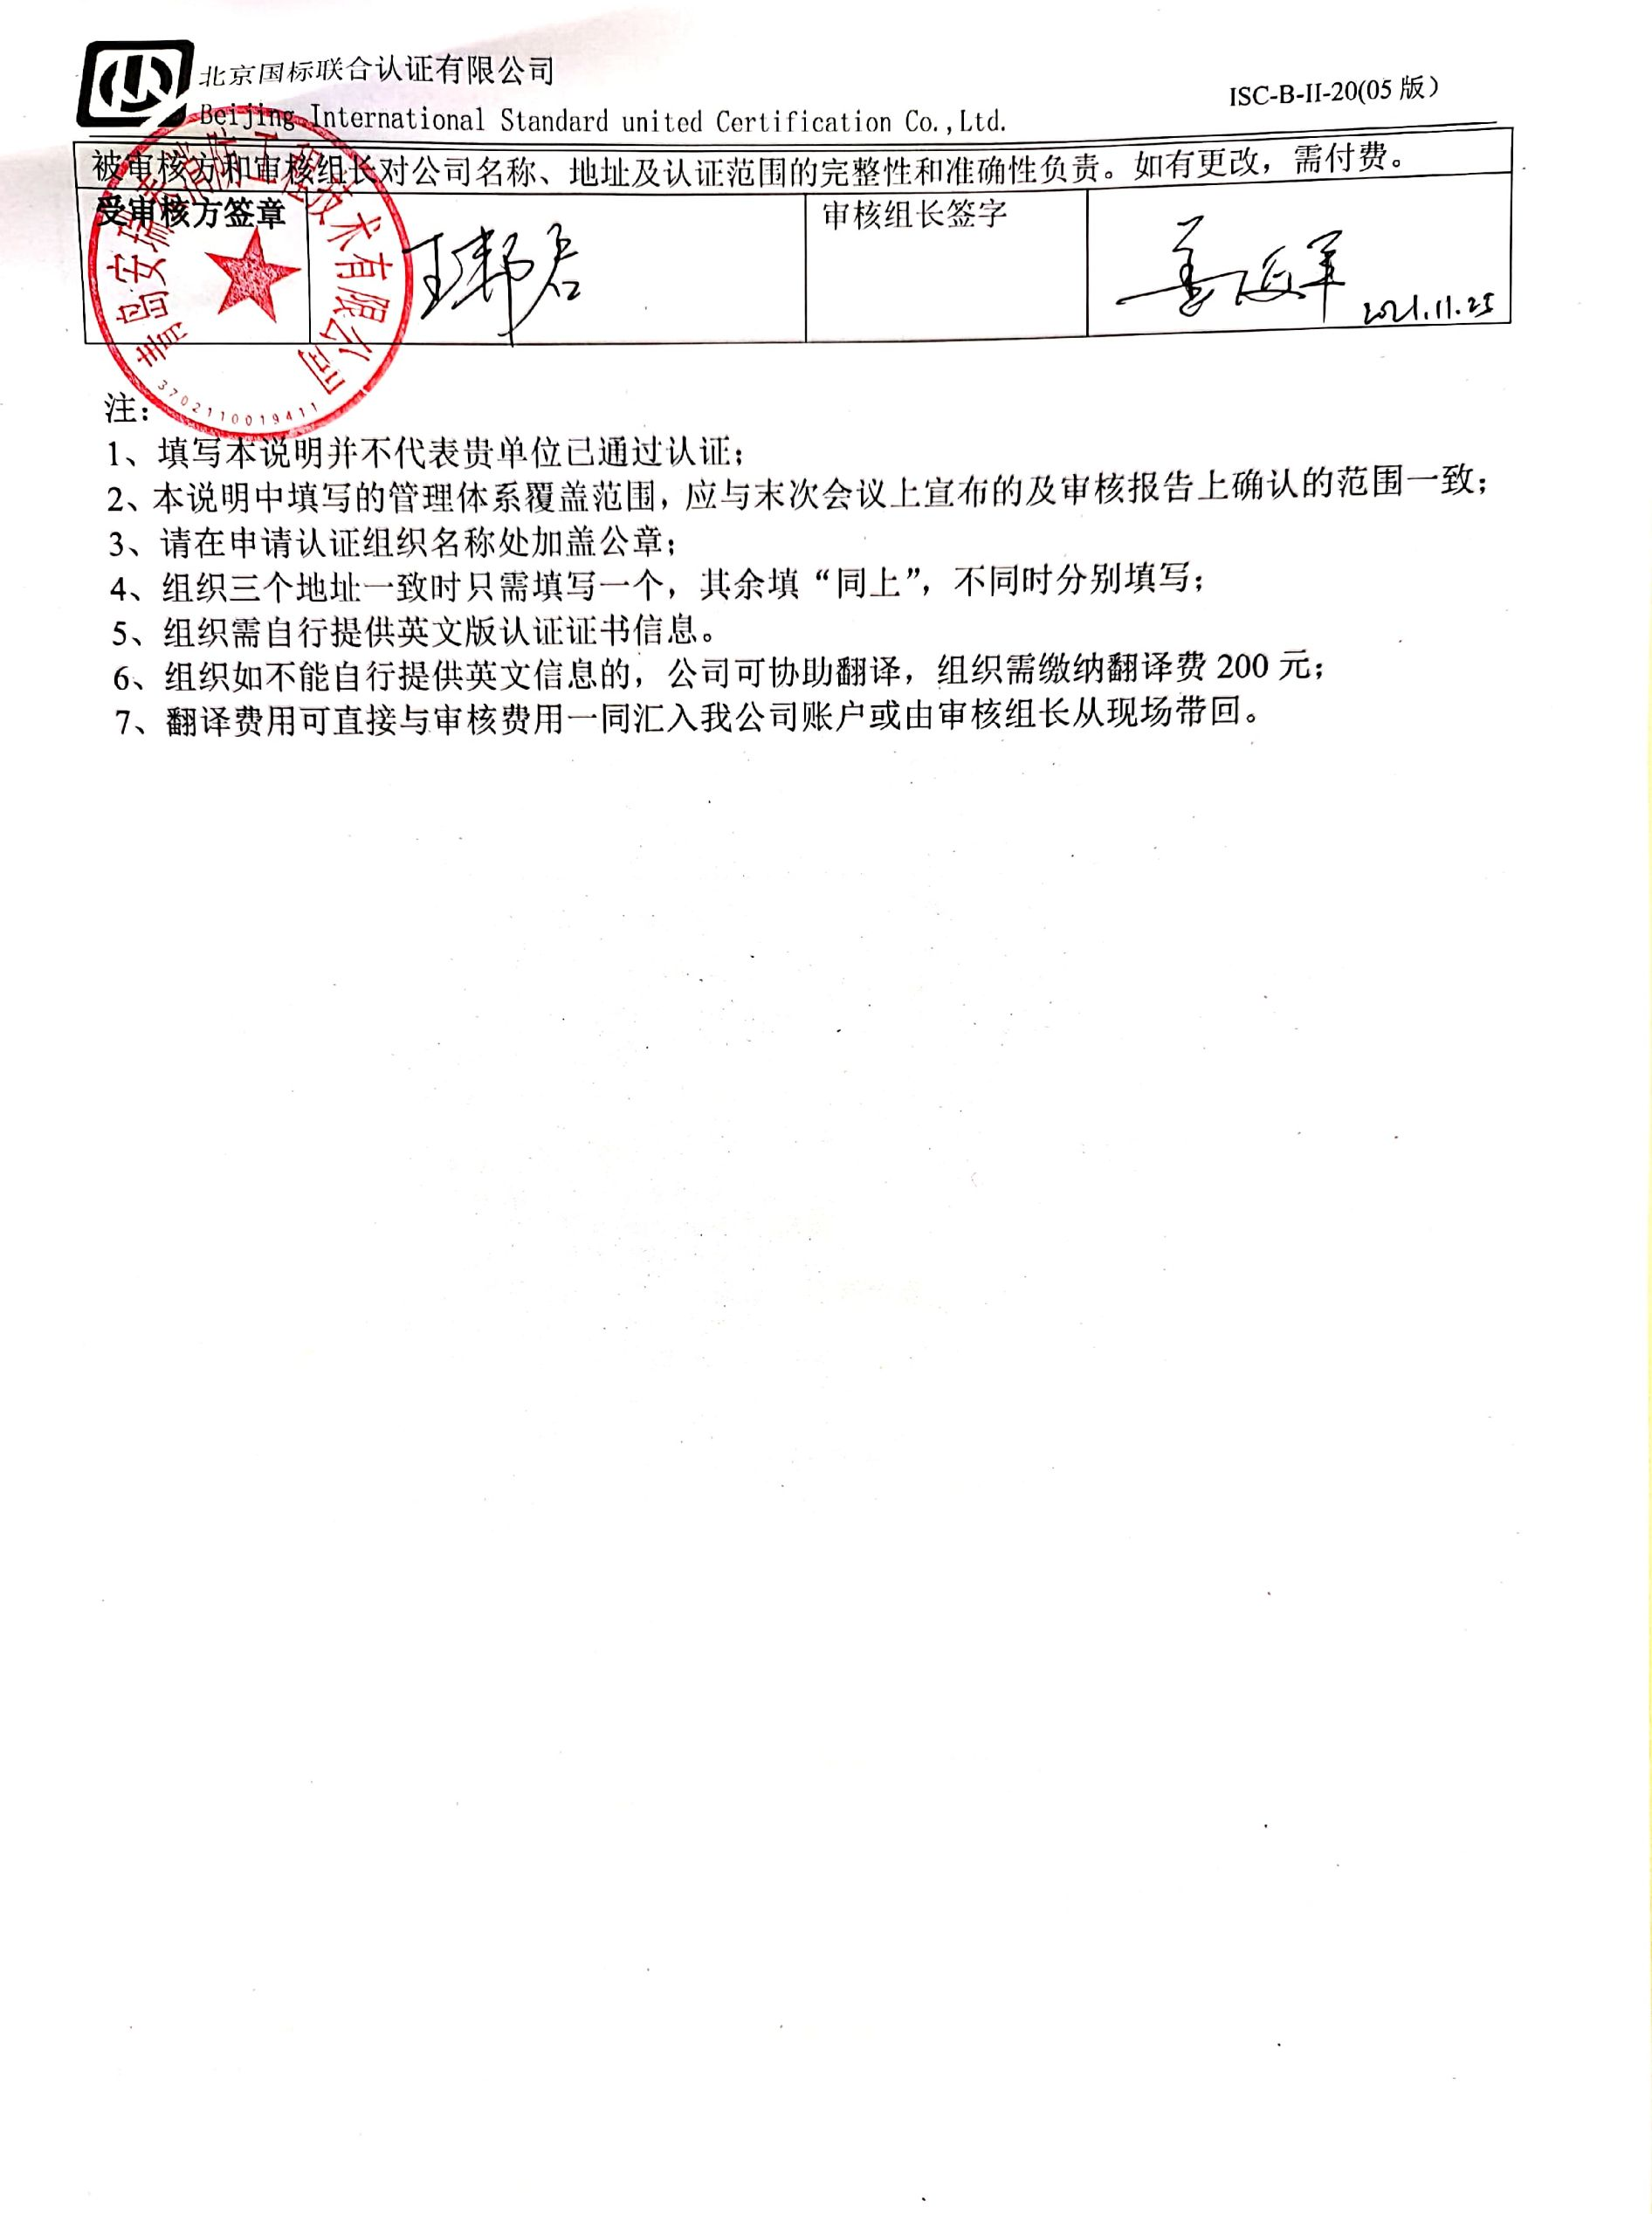 北京国标联合认证有限公司
ISC-B-II-20(05 版)
Beijing International Standard united Certification Co.,Ltd.
被审核方和审核组长对公司名称、地址及认证范围的完整性和准确性负责。如有更改，需付费。
受审核方签章
审核组长签字
2021.11.25
3702110019411
注：
1、填写本说明并不代表贵单位已通过认证；
2、本说明中填写的管理体系覆盖范围，应与末次会议上宣布的及审核报告上确认的范围一致；
3、请在申请认证组织名称处加盖公章；
4、组织三个地址一致时只需填写一个，其余填“同上”，不同时分别填写；
5、组织需自行提供英文版认证证书信息。
6、组织如不能自行提供英文信息的，公司可协助翻译，组织需缴纳翻译费 200 元；
7、翻译费用可直接与审核费用一同汇入我公司账户或由审核组长从现场带回。